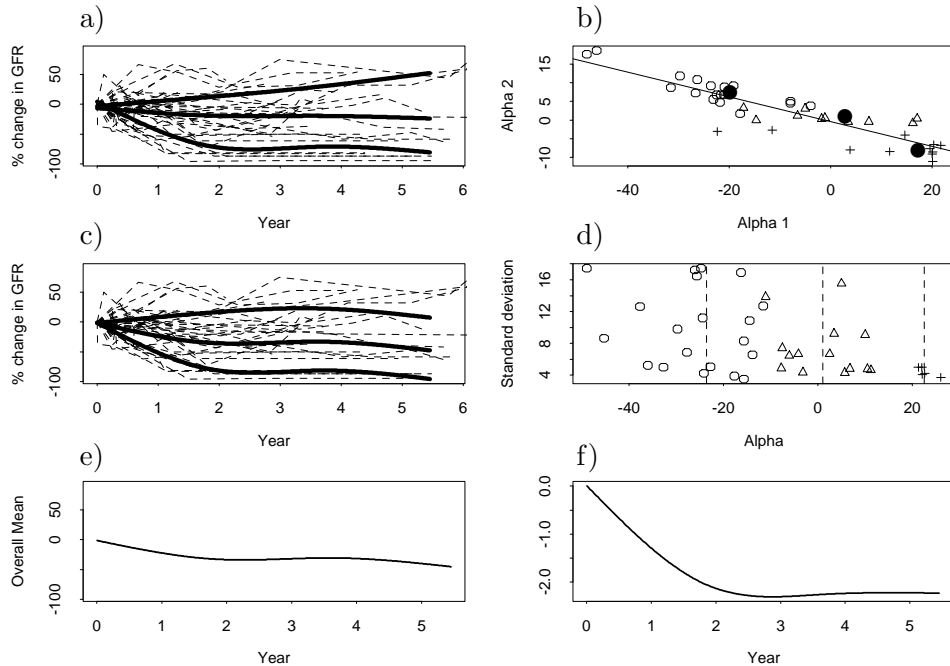 a)
% change in GFR
50
0
-100
0 1 2 3 4 5 6
Year
b)
Alpha 2
15
5
0
-10
-40 -20 0 20
Alpha 1
c)
% change in GFR
50
0
-100
0 1 2 3 4 5 6
Year
d)
Standard deviation
16
12
8
4
-40 -20 0 20
Alpha
e)
Overall Mean
50
0
-100
0 1 2 3 4 5
Year
f)
0.0
-1.0
-2.0
0 1 2 3 4 5
Year